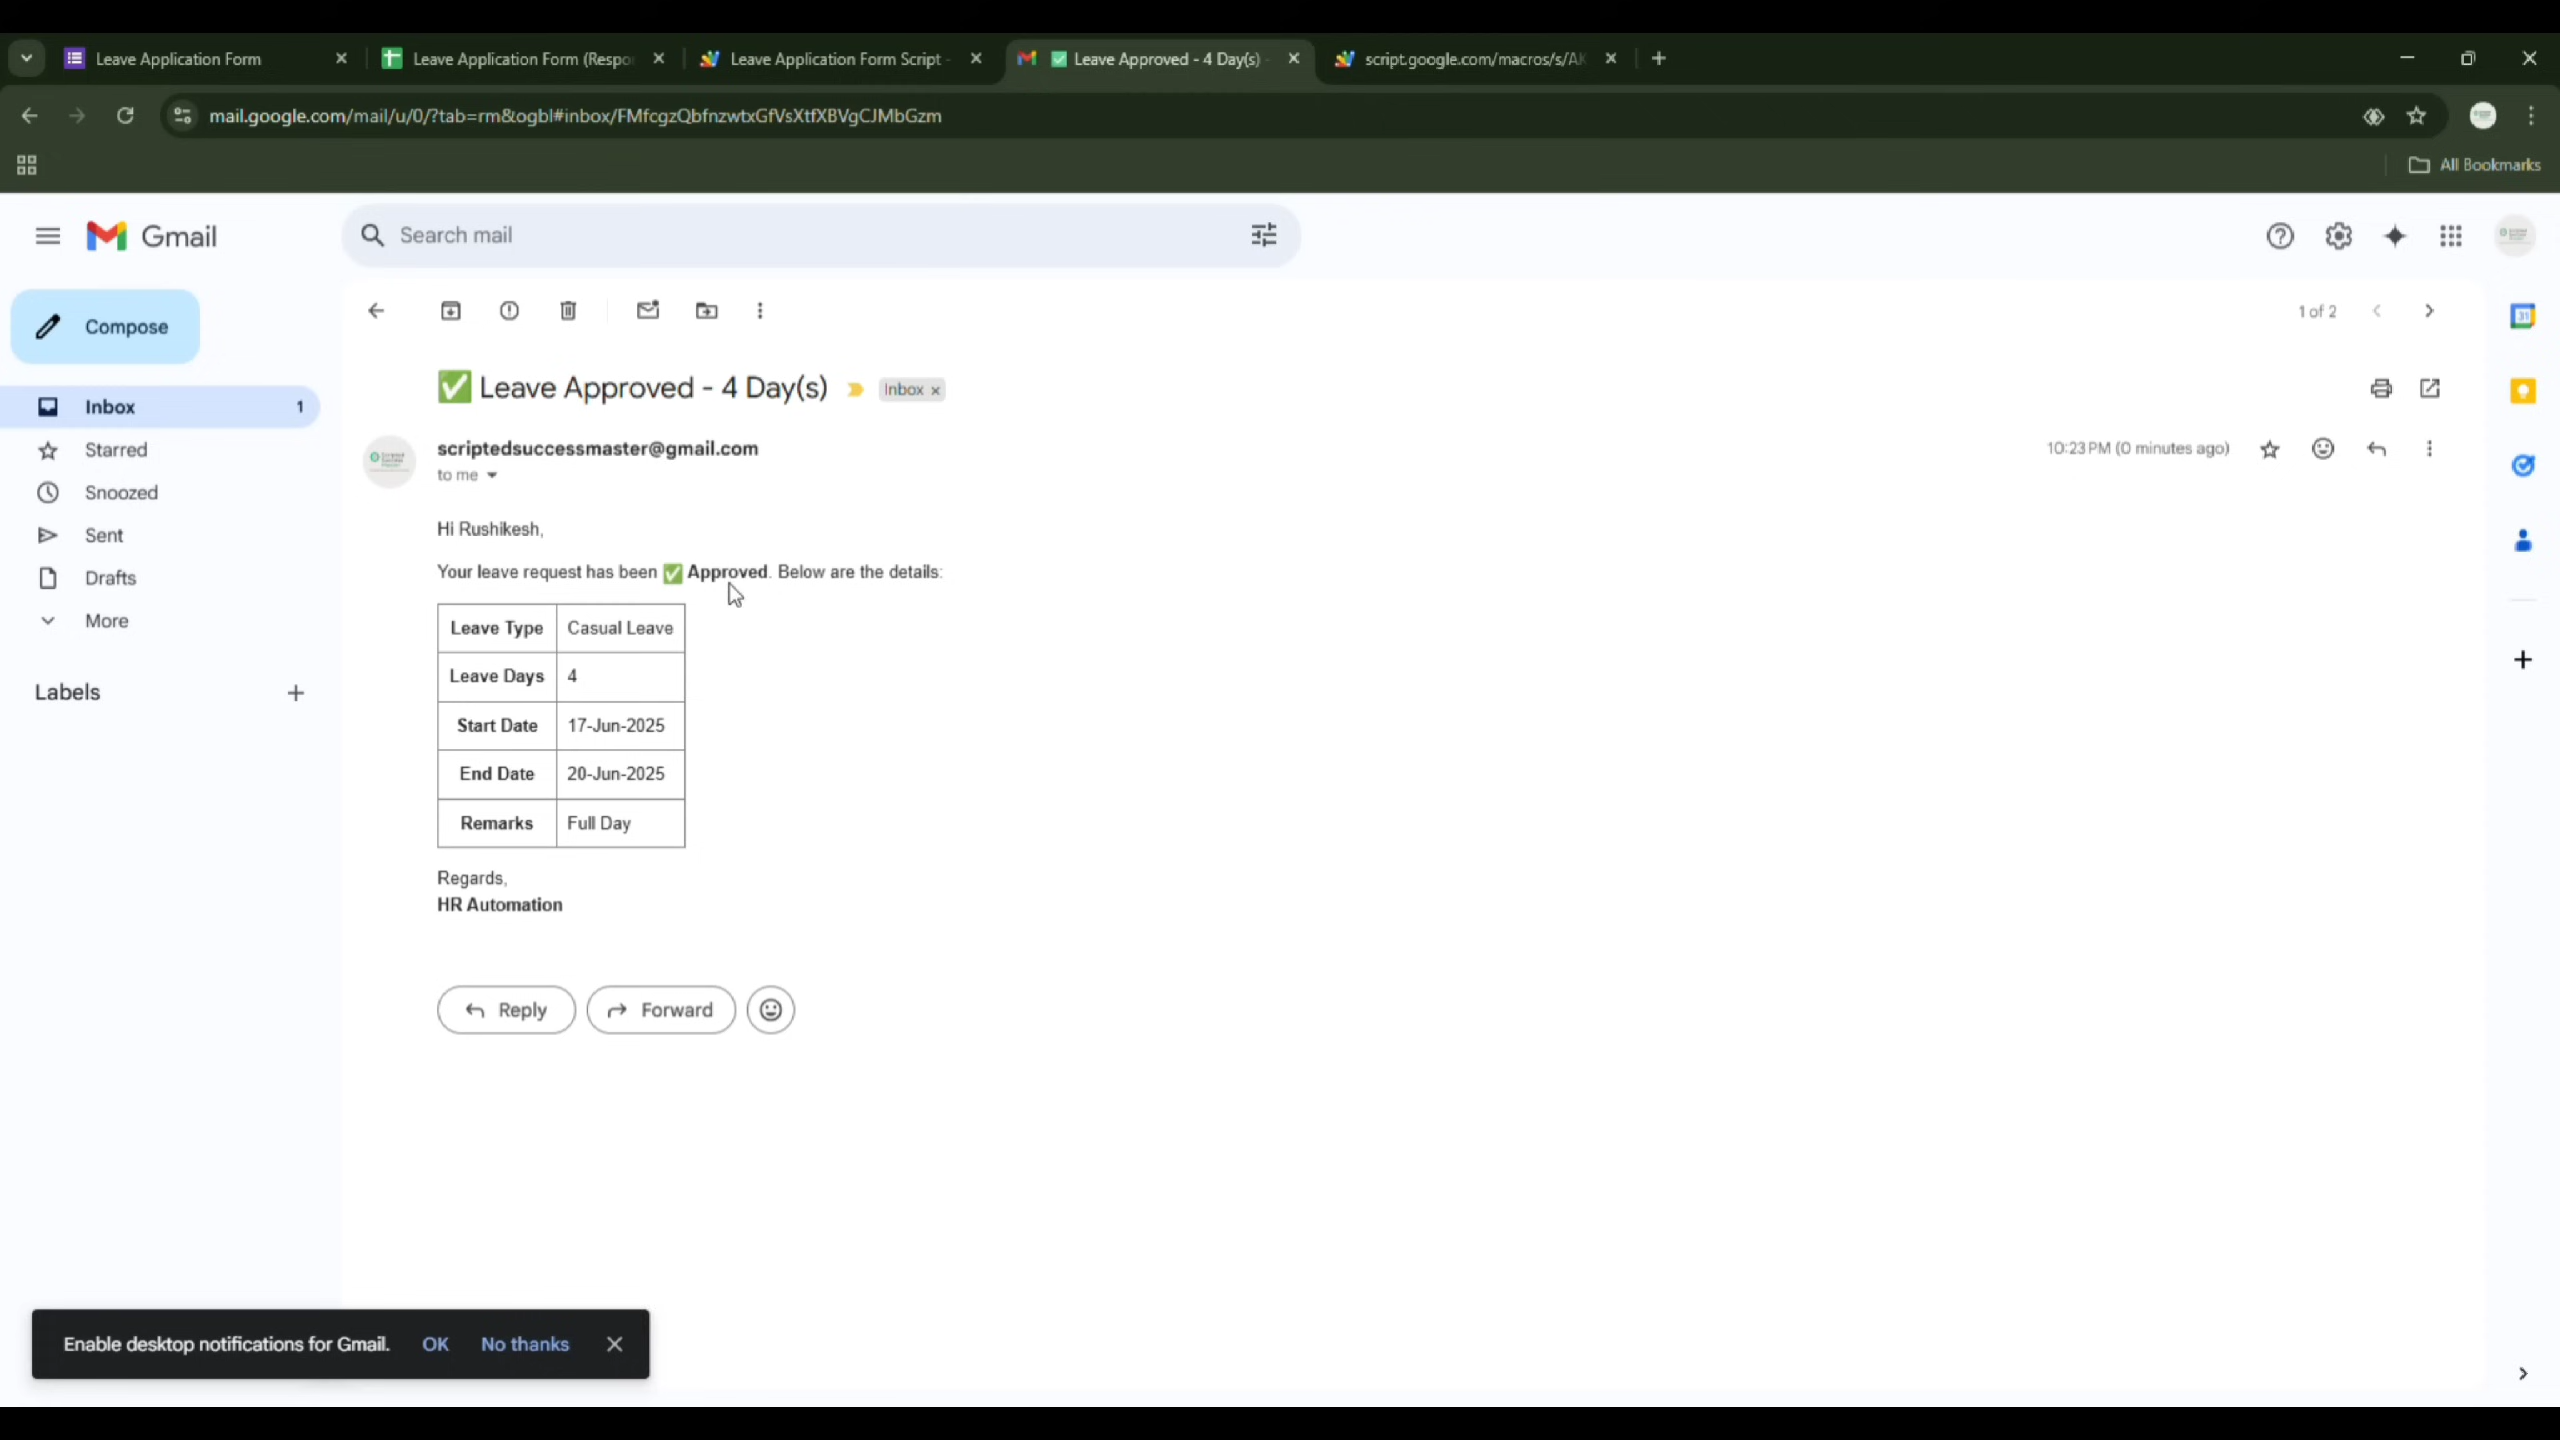 Leave Application Form
Leave Application Form (Respo
Leave Application Form Script -
✅ Leave Approved - 4 Day(s) -
script.google.com/macros/s/AK
mail.google.com/mail/u/0/?tab=rm&ogbl#inbox/FMfcgzQbfnzwtxGfVsXtfXBVgCJMbGzm
All Bookmarks
Gmail
Search mail
Compose
1 of 2
✅ Leave Approved - 4 Day(s)
Inbox ×
Inbox 1
Starred
Snoozed
Sent
Drafts
More
Labels
scriptedsuccessmaster@gmail.com
10:23 PM (0 minutes ago)
to me
Hi Rushikesh,
Your leave request has been ✅ Approved. Below are the details:
Leave Type Casual Leave
Leave Days 4
Start Date 17-Jun-2025
End Date 20-Jun-2025
Remarks Full Day
Regards,
HR Automation
Reply
Forward
Enable desktop notifications for Gmail. OK No thanks
31